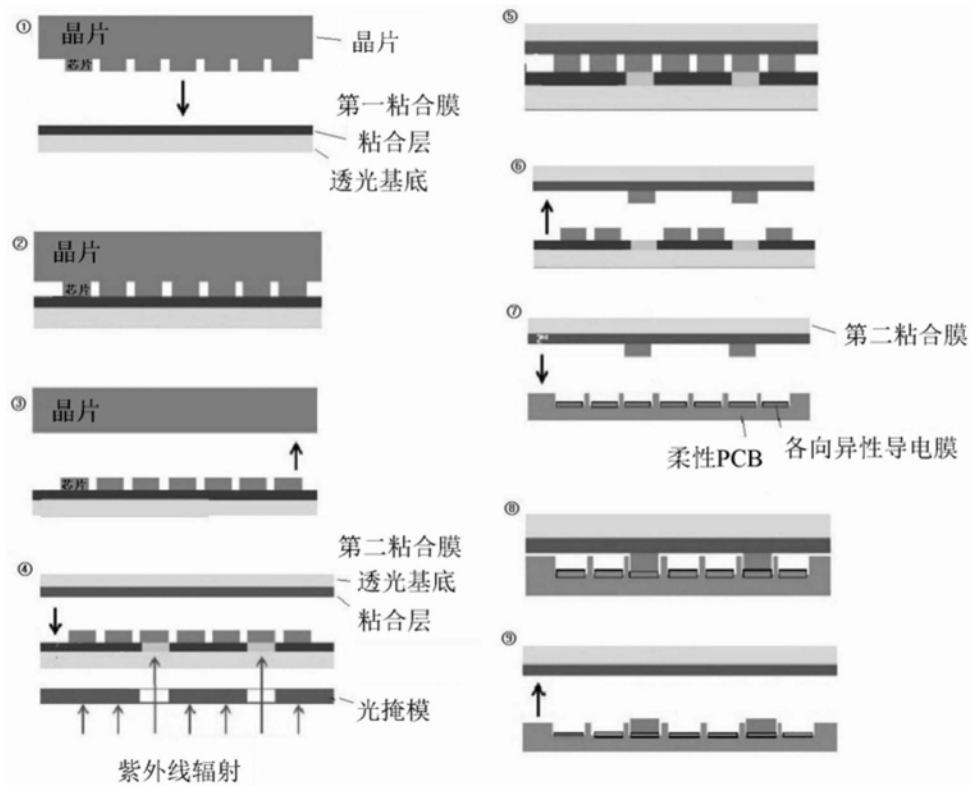 ①
晶片
晶片
芯片
第一粘合膜
粘合层
透光基底
②
晶片
芯片
③
晶片
芯片
④
第二粘合膜
透光基底
粘合层
光掩模
紫外线辐射
⑤
⑥
⑦
第二粘合膜
柔性PCB
各向异性导电膜
⑧
⑨